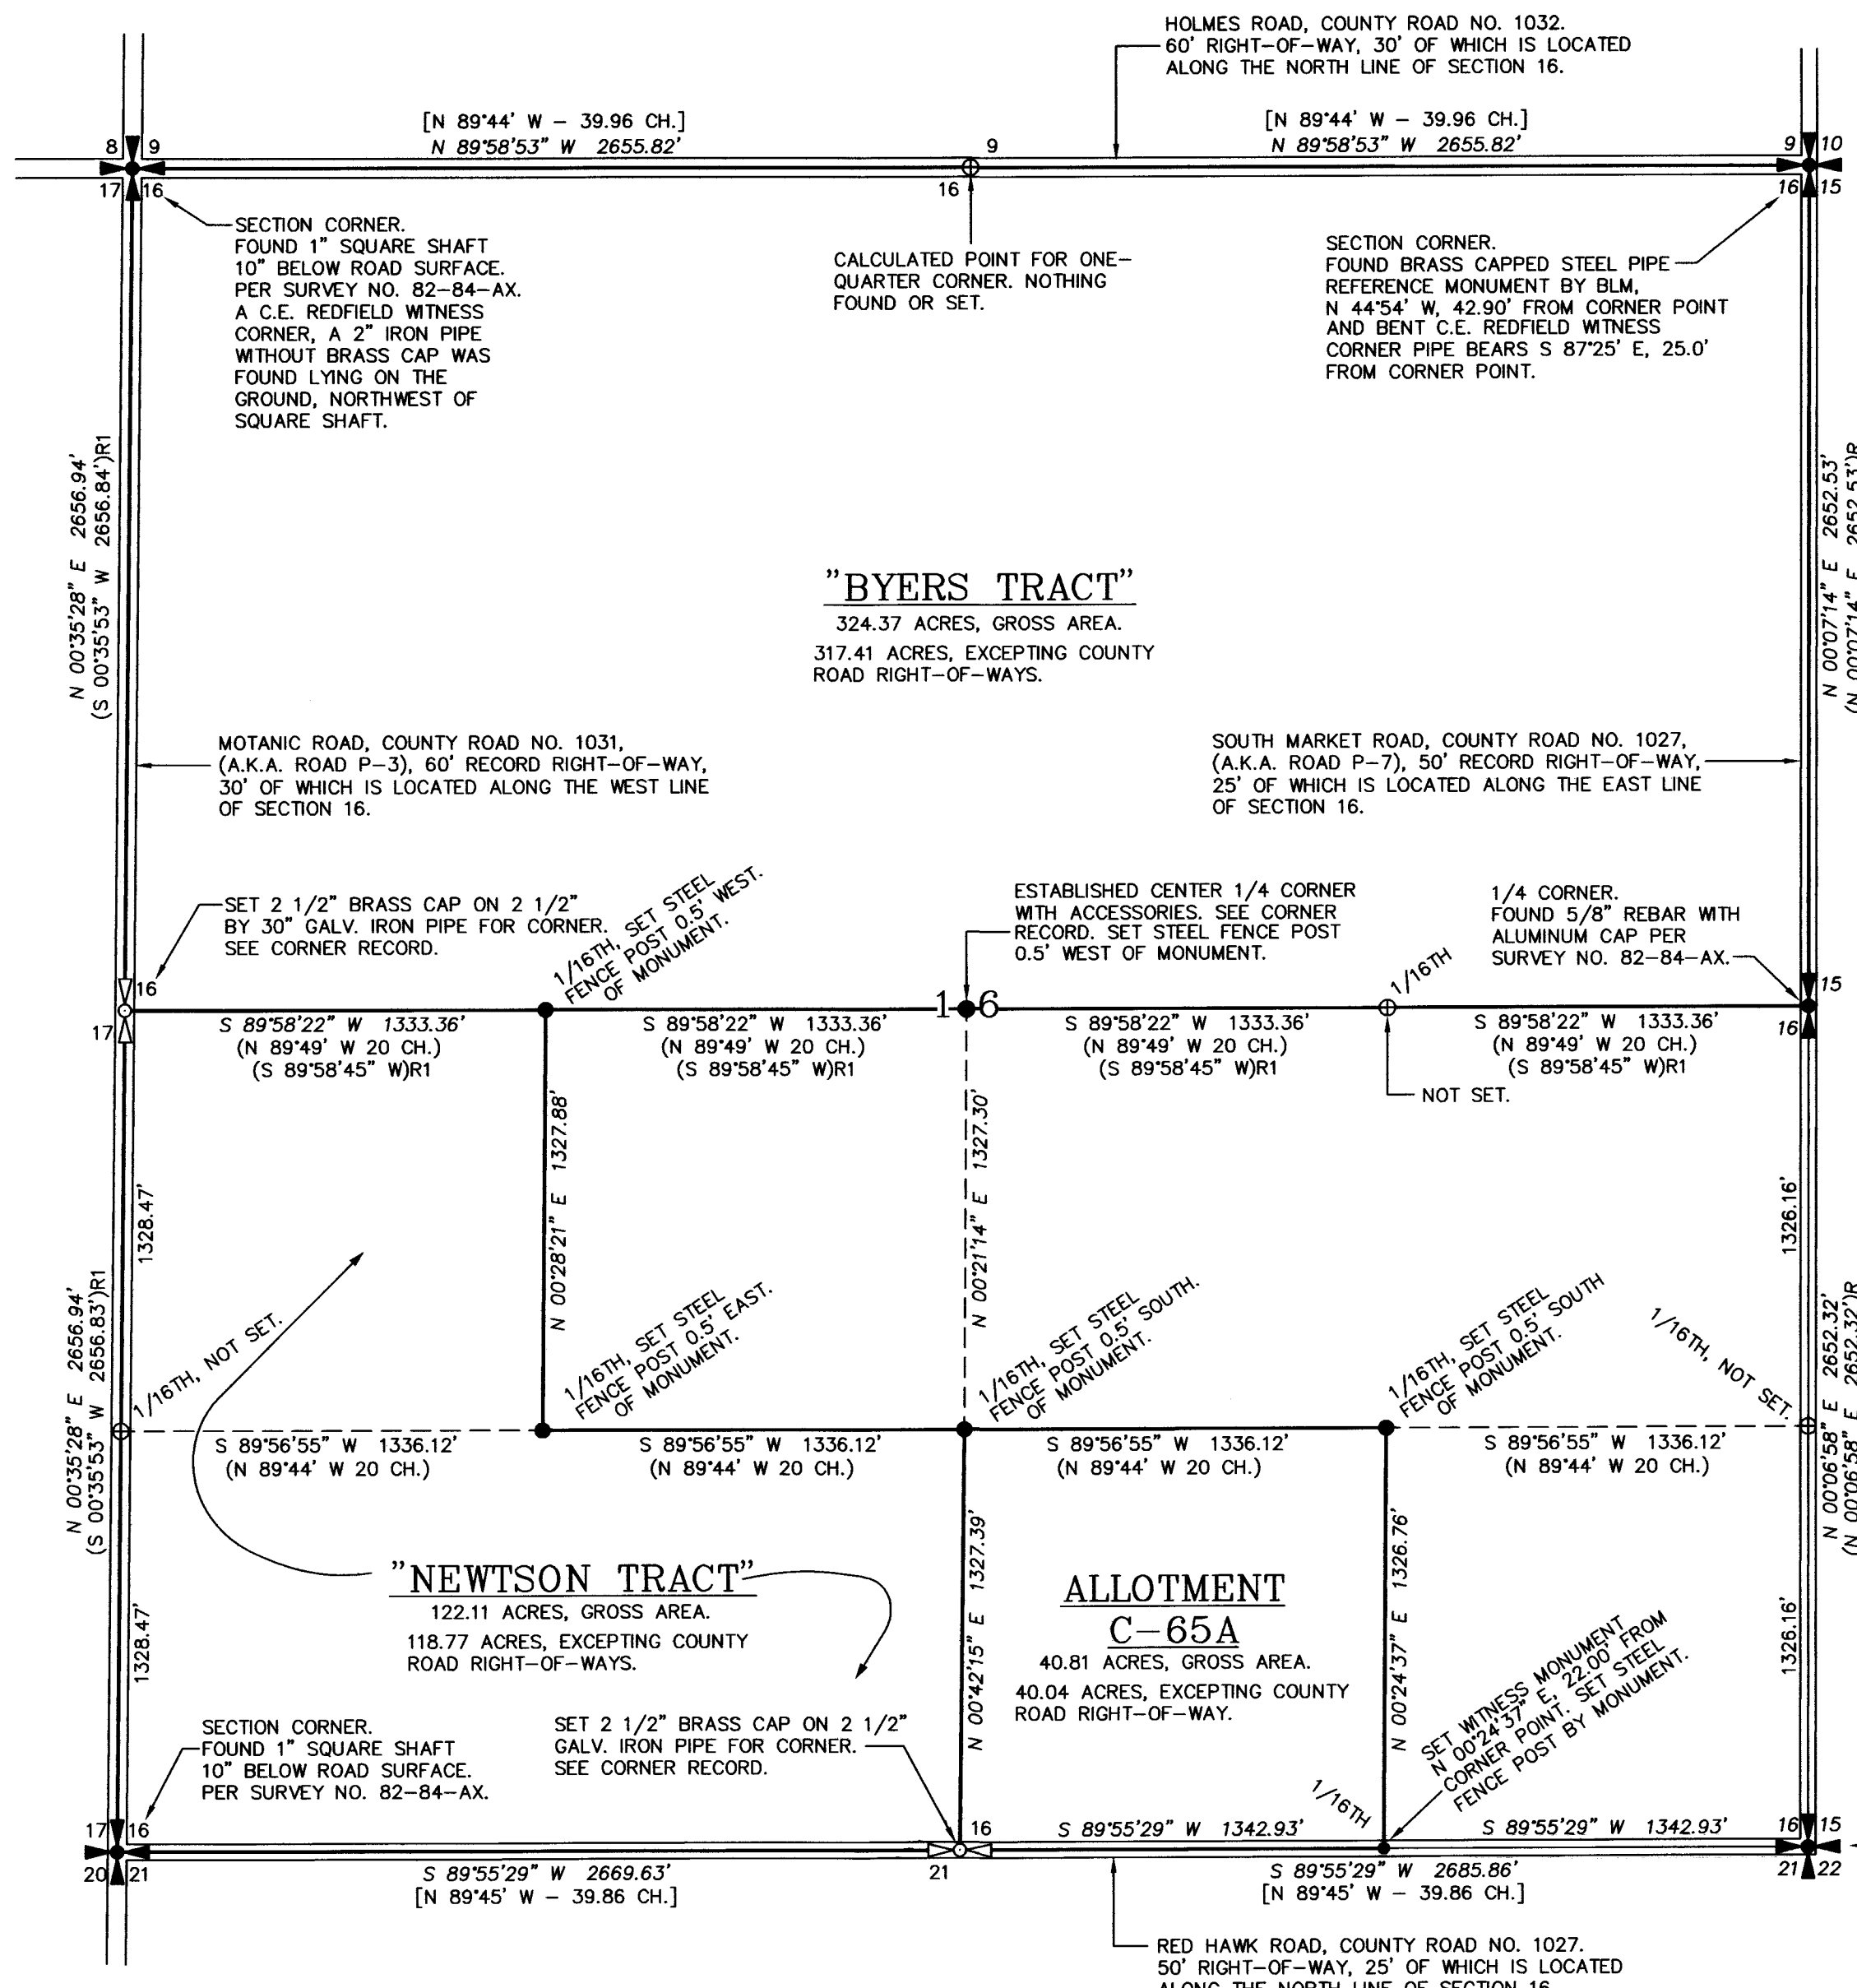 HOLMES ROAD, COUNTY ROAD NO. 1032.
60' RIGHT-OF-WAY, 30' OF WHICH IS LOCATED
ALONG THE NORTH LINE OF SECTION 16.
[N 89°44' W - 39.96 CH.]
N 89°58'53" W 2655.82'
[N 89°44' W - 39.96 CH.]
N 89°58'53" W 2655.82'
8 9
9
9 10
17 16
16
16 15
SECTION CORNER.
FOUND 1" SQUARE SHAFT
10" BELOW ROAD SURFACE.
PER SURVEY NO. 82-84-AX.
A C.E. REDFIELD WITNESS
CORNER, A 2" IRON PIPE
WITHOUT BRASS CAP WAS
FOUND LYING ON THE
GROUND, NORTHWEST OF
SQUARE SHAFT.
CALCULATED POINT FOR ONE-
QUARTER CORNER. NOTHING
FOUND OR SET.
SECTION CORNER.
FOUND BRASS CAPPED STEEL PIPE
REFERENCE MONUMENT BY BLM,
N 44°54' W, 42.90' FROM CORNER POINT
AND BENT C.E. REDFIELD WITNESS
CORNER PIPE BEARS S 87°25' E, 25.0'
FROM CORNER POINT.
N 00°35'28" E 2656.94'
(S 00°35'53" W 2656.84')R1
N 00°07'14" E 2652.53'
(N 00°07'14" E 2652.53')R
"BYERS TRACT"
324.37 ACRES, GROSS AREA.
317.41 ACRES, EXCEPTING COUNTY
ROAD RIGHT-OF-WAYS.
MOTANIC ROAD, COUNTY ROAD NO. 1031,
(A.K.A. ROAD P-3), 60' RECORD RIGHT-OF-WAY,
30' OF WHICH IS LOCATED ALONG THE WEST LINE
OF SECTION 16.
SOUTH MARKET ROAD, COUNTY ROAD NO. 1027,
(A.K.A. ROAD P-7), 50' RECORD RIGHT-OF-WAY,
25' OF WHICH IS LOCATED ALONG THE EAST LINE
OF SECTION 16.
SET 2 1/2" BRASS CAP ON 2 1/2"
BY 30" GALV. IRON PIPE FOR CORNER.
SEE CORNER RECORD.
1/16TH, SET STEEL
FENCE POST 0.5' WEST.
OF MONUMENT.
ESTABLISHED CENTER 1/4 CORNER
WITH ACCESSORIES. SEE CORNER
RECORD. SET STEEL FENCE POST
0.5' WEST OF MONUMENT.
1/16TH
1/4 CORNER.
FOUND 5/8" REBAR WITH
ALUMINUM CAP PER
SURVEY NO. 82-84-AX.
16
17
16
15
16
S 89°58'22" W 1333.36'
(N 89°49' W 20 CH.)
(S 89°58'45" W)R1
S 89°58'22" W 1333.36'
(N 89°49' W 20 CH.)
(S 89°58'45" W)R1
S 89°58'22" W 1333.36'
(N 89°49' W 20 CH.)
(S 89°58'45" W)R1
S 89°58'22" W 1333.36'
(N 89°49' W 20 CH.)
(S 89°58'45" W)R1
NOT SET.
1328.47'
N 00°28'21" E 1327.88'
N 00°21'14" E 1327.30'
1326.16'
N 00°35'28" E 2656.94'
(S 00°35'53" W 2656.83')R1
1/16TH, NOT SET.
1/16TH, SET STEEL
FENCE POST 0.5' EAST.
OF MONUMENT.
1/16TH, SET STEEL
FENCE POST 0.5' SOUTH.
OF MONUMENT.
1/16TH, SET STEEL
FENCE POST 0.5' SOUTH
OF MONUMENT.
1/16TH, NOT SET.
N 00°06'58" E 2652.32'
(N 00°06'58" E 2652.32')R
S 89°56'55" W 1336.12'
(N 89°44' W 20 CH.)
S 89°56'55" W 1336.12'
(N 89°44' W 20 CH.)
S 89°56'55" W 1336.12'
(N 89°44' W 20 CH.)
S 89°56'55" W 1336.12'
(N 89°44' W 20 CH.)
"NEWTSON TRACT"
122.11 ACRES, GROSS AREA.
118.77 ACRES, EXCEPTING COUNTY
ROAD RIGHT-OF-WAYS.
1328.47'
N 00°42'15" E 1327.39'
ALLOTMENT
C-65A
40.81 ACRES, GROSS AREA.
40.04 ACRES, EXCEPTING COUNTY
ROAD RIGHT-OF-WAY.
N 00°24'37" E 1326.76'
1326.16'
SET WITNESS MONUMENT
N 00°24'37" E, 22.00' FROM
CORNER POINT. SET STEEL
FENCE POST BY MONUMENT.
SECTION CORNER.
FOUND 1" SQUARE SHAFT
10" BELOW ROAD SURFACE.
PER SURVEY NO. 82-84-AX.
SET 2 1/2" BRASS CAP ON 2 1/2"
GALV. IRON PIPE FOR CORNER.
SEE CORNER RECORD.
1/16TH
17 16
16
S 89°55'29" W 1342.93'
S 89°55'29" W 1342.93'
16 15
20 21
S 89°55'29" W 2669.63'
[N 89°45' W - 39.86 CH.]
21
S 89°55'29" W 2685.86'
[N 89°45' W - 39.86 CH.]
21 22
RED HAWK ROAD, COUNTY ROAD NO. 1027.
50' RIGHT-OF-WAY, 25' OF WHICH IS LOCATED
ALONG THE NORTH LINE OF SECTION 16.